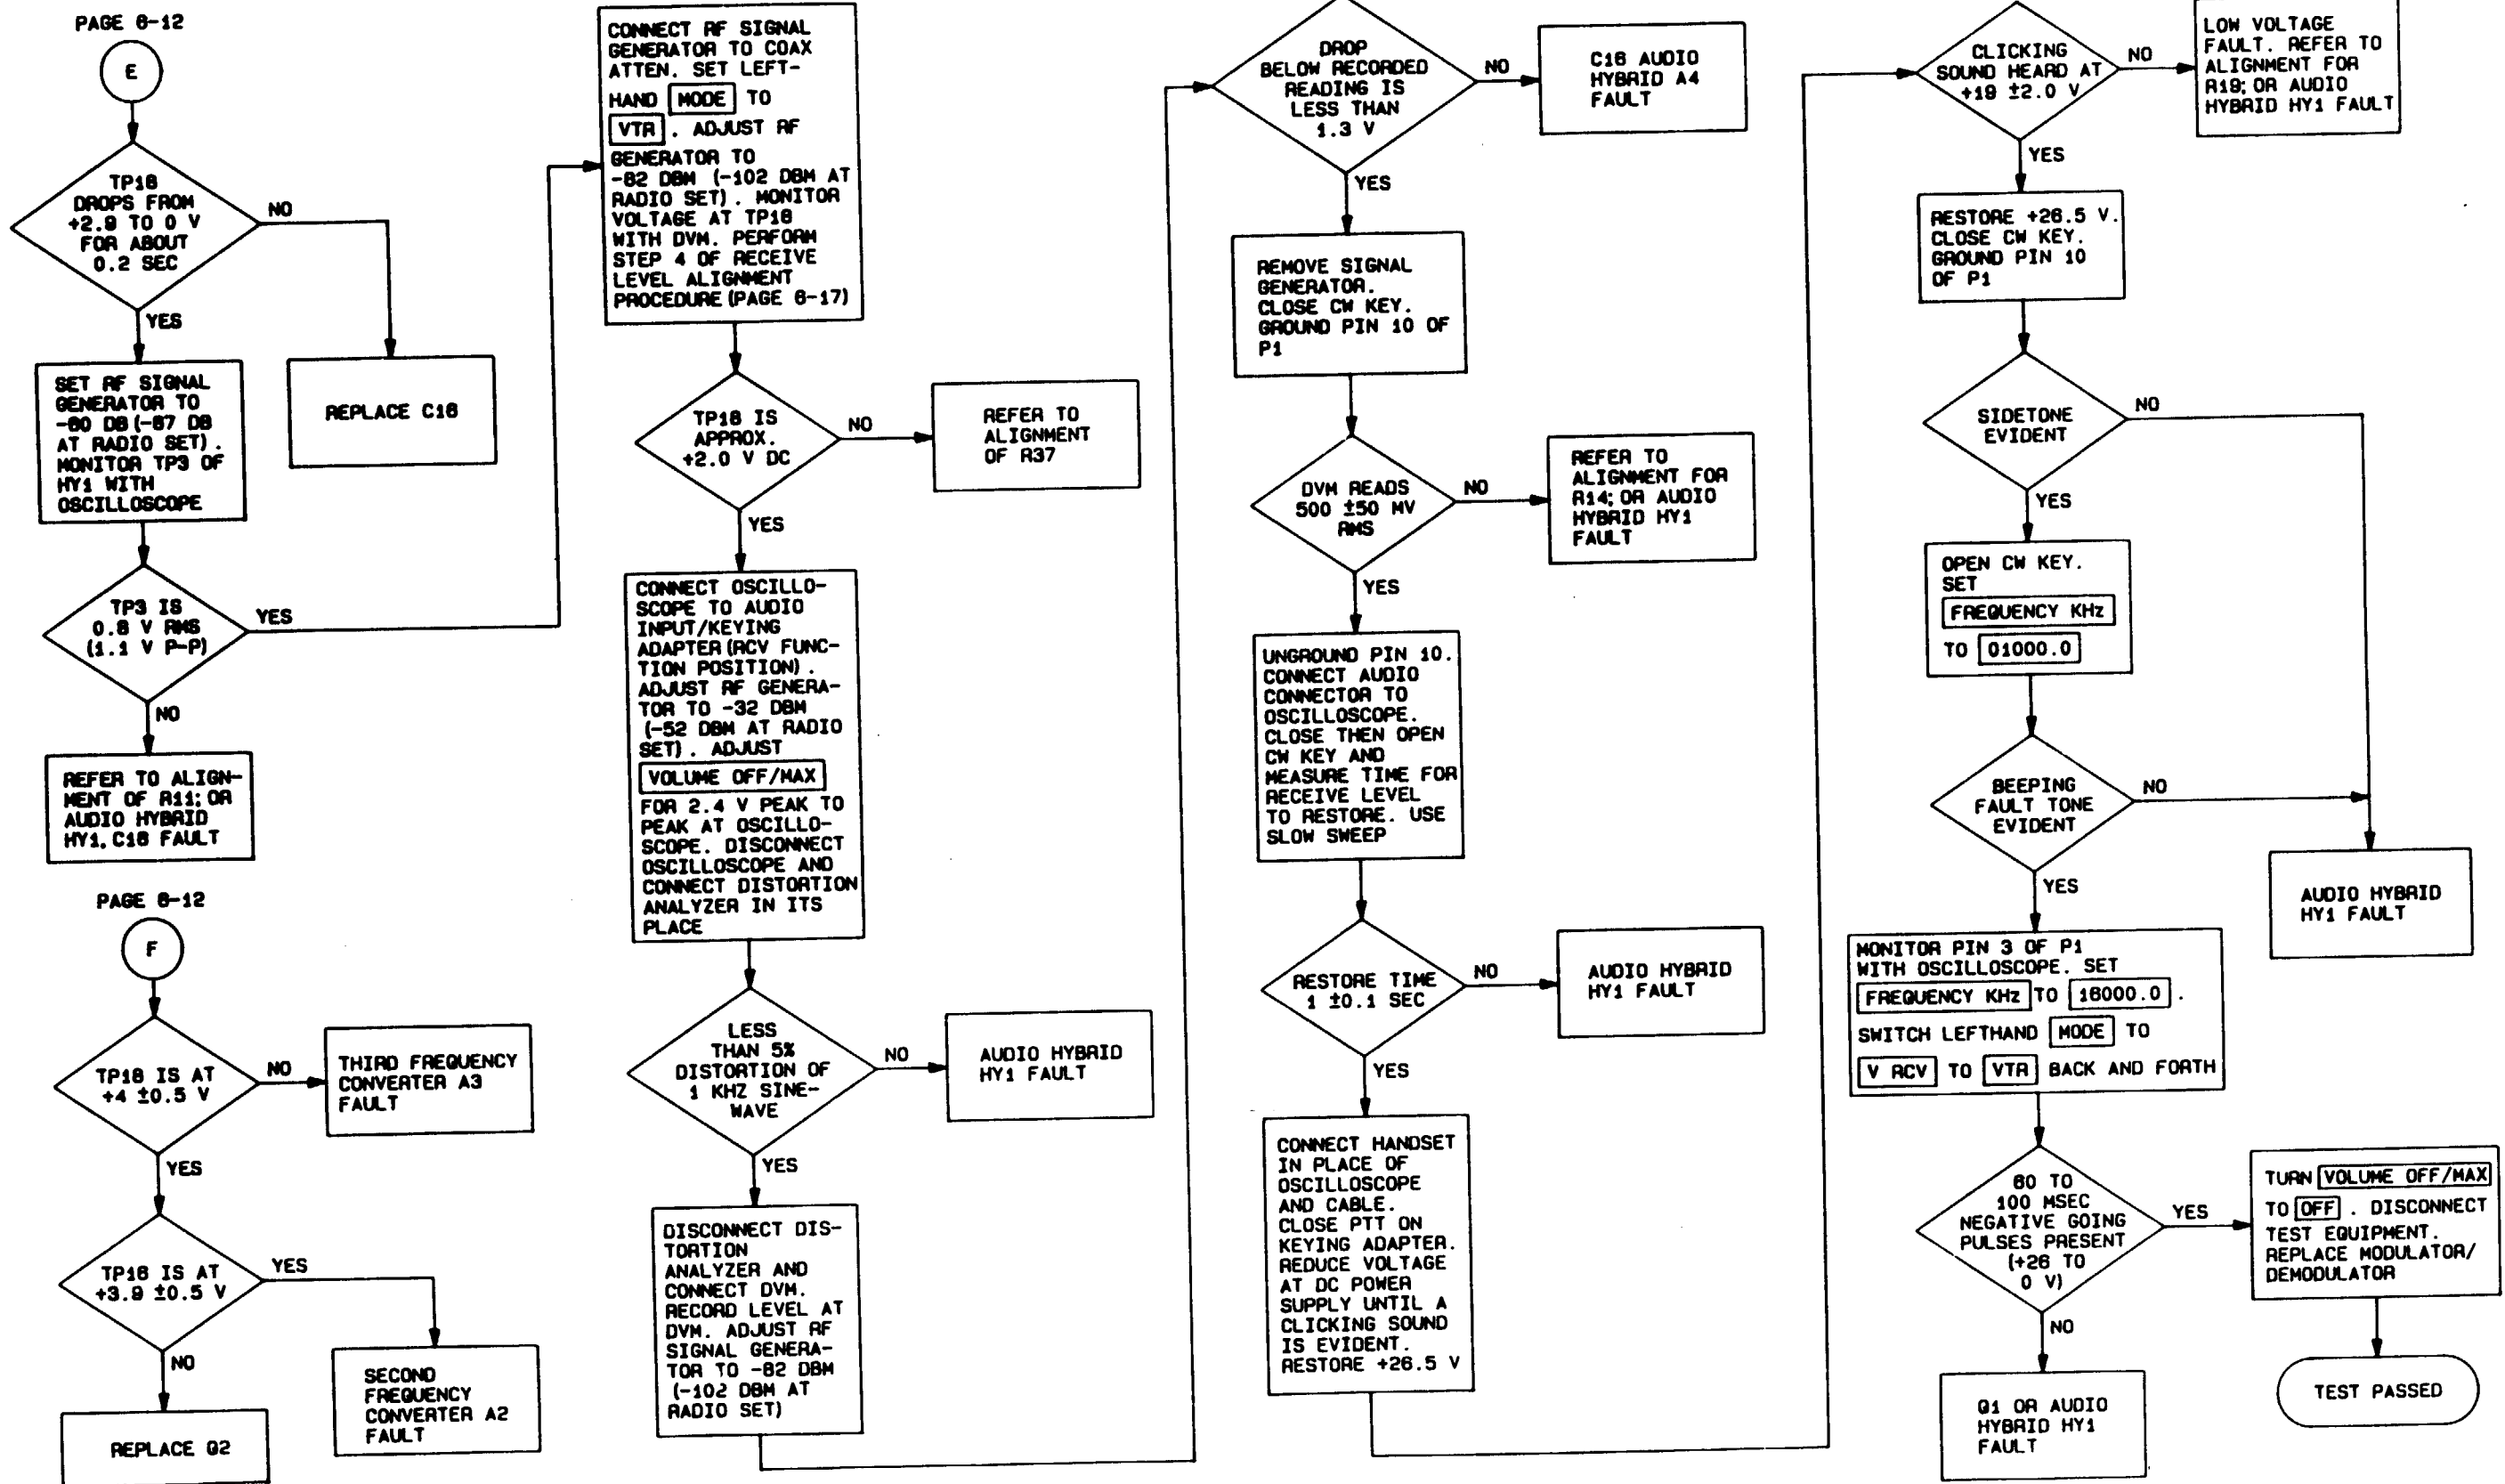 PAGE 6-12
E
TP16
DROPS FROM
+2.9 TO 0 V
FOR ABOUT
0.2 SEC
NO
YES
REPLACE C16
SET RF SIGNAL
GENERATOR TO
-60 DB (-67 DB
AT RADIO SET).
MONITOR TP3 OF
HY1 WITH
OSCILLOSCOPE
TP3 IS
0.8 V RMS
(1.1 V P-P)
YES
NO
REFER TO ALIGN-
MENT OF R11; OR
AUDIO HYBRID
HY1, C16 FAULT
PAGE 6-12
F
TP16 IS AT
+4 ±0.5 V
NO
THIRD FREQUENCY
CONVERTER A3
FAULT
YES
TP16 IS AT
+3.9 ±0.5 V
YES
NO
SECOND
FREQUENCY
CONVERTER A2
FAULT
REPLACE Q2
CONNECT RF SIGNAL
GENERATOR TO COAX
ATTEN. SET LEFT-
HAND MODE TO
VTR . ADJUST RF
GENERATOR TO
-82 DBM (-102 DBM AT
RADIO SET). MONITOR
VOLTAGE AT TP16
WITH DVM. PERFORM
STEP 4 OF RECEIVE
LEVEL ALIGNMENT
PROCEDURE (PAGE 6-17)
TP16 IS
APPROX.
+2.0 V DC
NO
REFER TO
ALIGNMENT
OF R37
YES
CONNECT OSCILLO-
SCOPE TO AUDIO
INPUT/KEYING
ADAPTER (RCV FUNC-
TION POSITION).
ADJUST RF GENERA-
TOR TO -32 DBM
(-52 DBM AT RADIO
SET). ADJUST
VOLUME OFF/MAX
FOR 2.4 V PEAK TO
PEAK AT OSCILLO-
SCOPE. DISCONNECT
OSCILLOSCOPE AND
CONNECT DISTORTION
ANALYZER IN ITS
PLACE
LESS
THAN 5%
DISTORTION OF
1 KHZ SINE-
WAVE
NO
AUDIO HYBRID
HY1 FAULT
YES
DISCONNECT DIS-
TORTION
ANALYZER AND
CONNECT DVM.
RECORD LEVEL AT
DVM. ADJUST RF
SIGNAL GENERA-
TOR TO -82 DBM
(-102 DBM AT
RADIO SET)
DROP
BELOW RECORDED
READING IS
LESS THAN
1.3 V
NO
C16 AUDIO
HYBRID A4
FAULT
YES
REMOVE SIGNAL
GENERATOR.
CLOSE CW KEY.
GROUND PIN 10 OF
P1
DVM READS
500 ±50 MV
RMS
NO
REFER TO
ALIGNMENT FOR
R14; OR AUDIO
HYBRID HY1
FAULT
YES
UNGROUND PIN 10.
CONNECT AUDIO
CONNECTOR TO
OSCILLOSCOPE.
CLOSE THEN OPEN
CW KEY AND
MEASURE TIME FOR
RECEIVE LEVEL
TO RESTORE. USE
SLOW SWEEP
RESTORE TIME
1 ±0.1 SEC
NO
AUDIO HYBRID
HY1 FAULT
YES
CONNECT HANDSET
IN PLACE OF
OSCILLOSCOPE
AND CABLE.
CLOSE PTT ON
KEYING ADAPTER.
REDUCE VOLTAGE
AT DC POWER
SUPPLY UNTIL A
CLICKING SOUND
IS EVIDENT.
RESTORE +26.5 V
CLICKING
SOUND HEARD AT
+19 ±2.0 V
NO
LOW VOLTAGE
FAULT. REFER TO
ALIGNMENT FOR
R19; OR AUDIO
HYBRID HY1 FAULT
YES
RESTORE +26.5 V.
CLOSE CW KEY.
GROUND PIN 10
OF P1
SIDETONE
EVIDENT
NO
YES
OPEN CW KEY.
SET
FREQUENCY KHz
TO 01000.0
BEEPING
FAULT TONE
EVIDENT
NO
YES
AUDIO HYBRID
HY1 FAULT
MONITOR PIN 3 OF P1
WITH OSCILLOSCOPE. SET
FREQUENCY KHz TO 16000.0 .
SWITCH LEFTHAND MODE TO
V RCV TO VTR BACK AND FORTH
60 TO
100 MSEC
NEGATIVE GOING
PULSES PRESENT
(+26 TO
0 V)
YES
NO
TURN VOLUME OFF/MAX
TO OFF . DISCONNECT
TEST EQUIPMENT.
REPLACE MODULATOR/
DEMODULATOR
TEST PASSED
Q1 OR AUDIO
HYBRID HY1
FAULT